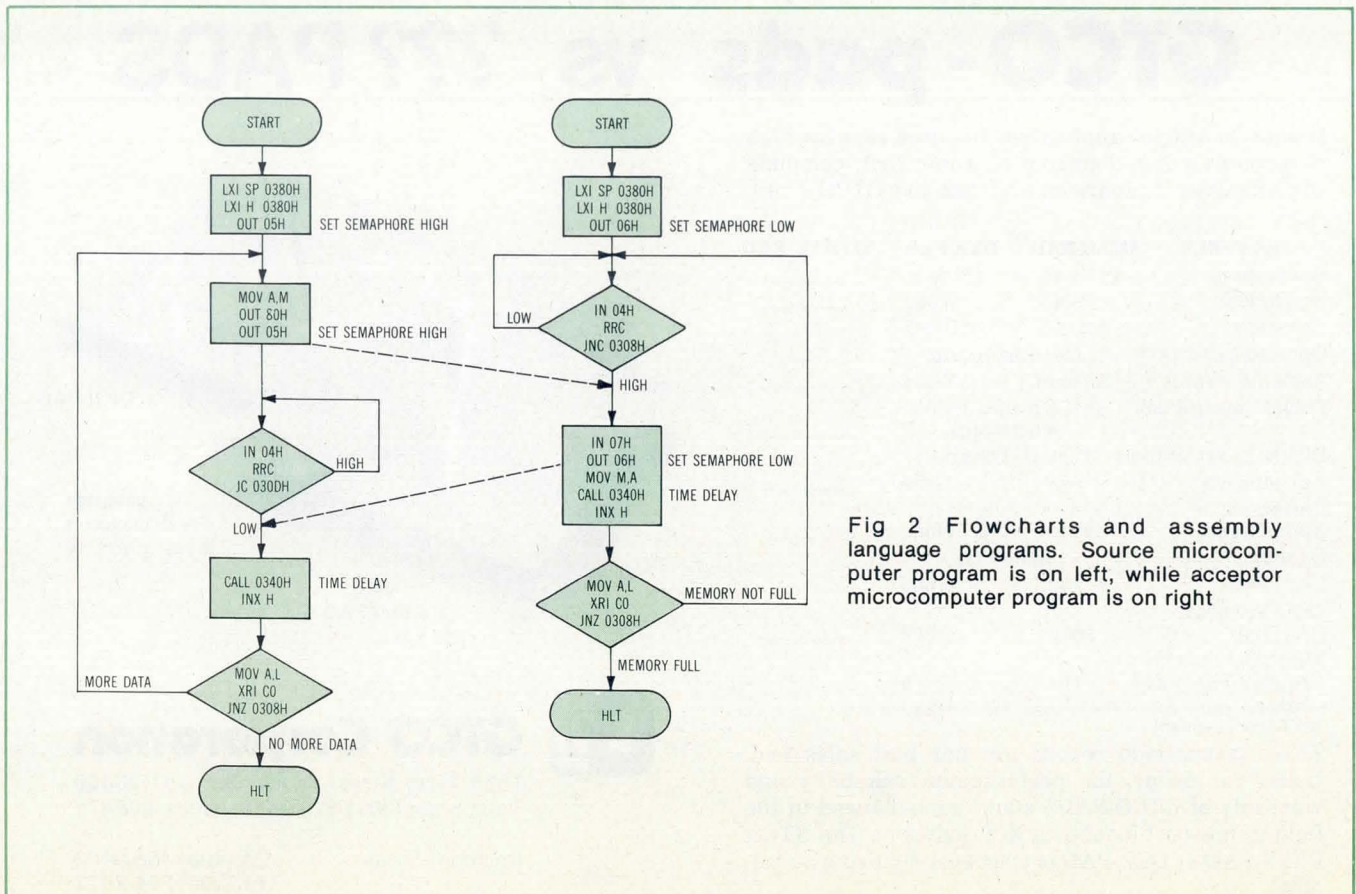 START
LXI SP 0380H
LXI H 0380H
OUT 05H
SET SEMAPHORE HIGH
MOV A,M
OUT 80H
OUT 05H
SET SEMAPHORE HIGH
IN 04H
RRC
JC 030DH
HIGH
LOW
CALL 0340H
INX H
TIME DELAY
MOV A,L
XRI C0
JNZ 0308H
MORE DATA
NO MORE DATA
HLT
START
LXI SP 0380H
LXI H 0380H
OUT 06H
SET SEMAPHORE LOW
LOW
IN 04H
RRC
JNC 0308H
HIGH
IN 07H
OUT 06H
MOV M,A
CALL 0340H
INX H
SET SEMAPHORE LOW
TIME DELAY
MOV A,L
XRI C0
JNZ 0308H
MEMORY NOT FULL
MEMORY FULL
HLT
Fig 2 Flowcharts and assembly
language programs. Source microcom-
puter program is on left, while acceptor
microcomputer program is on right